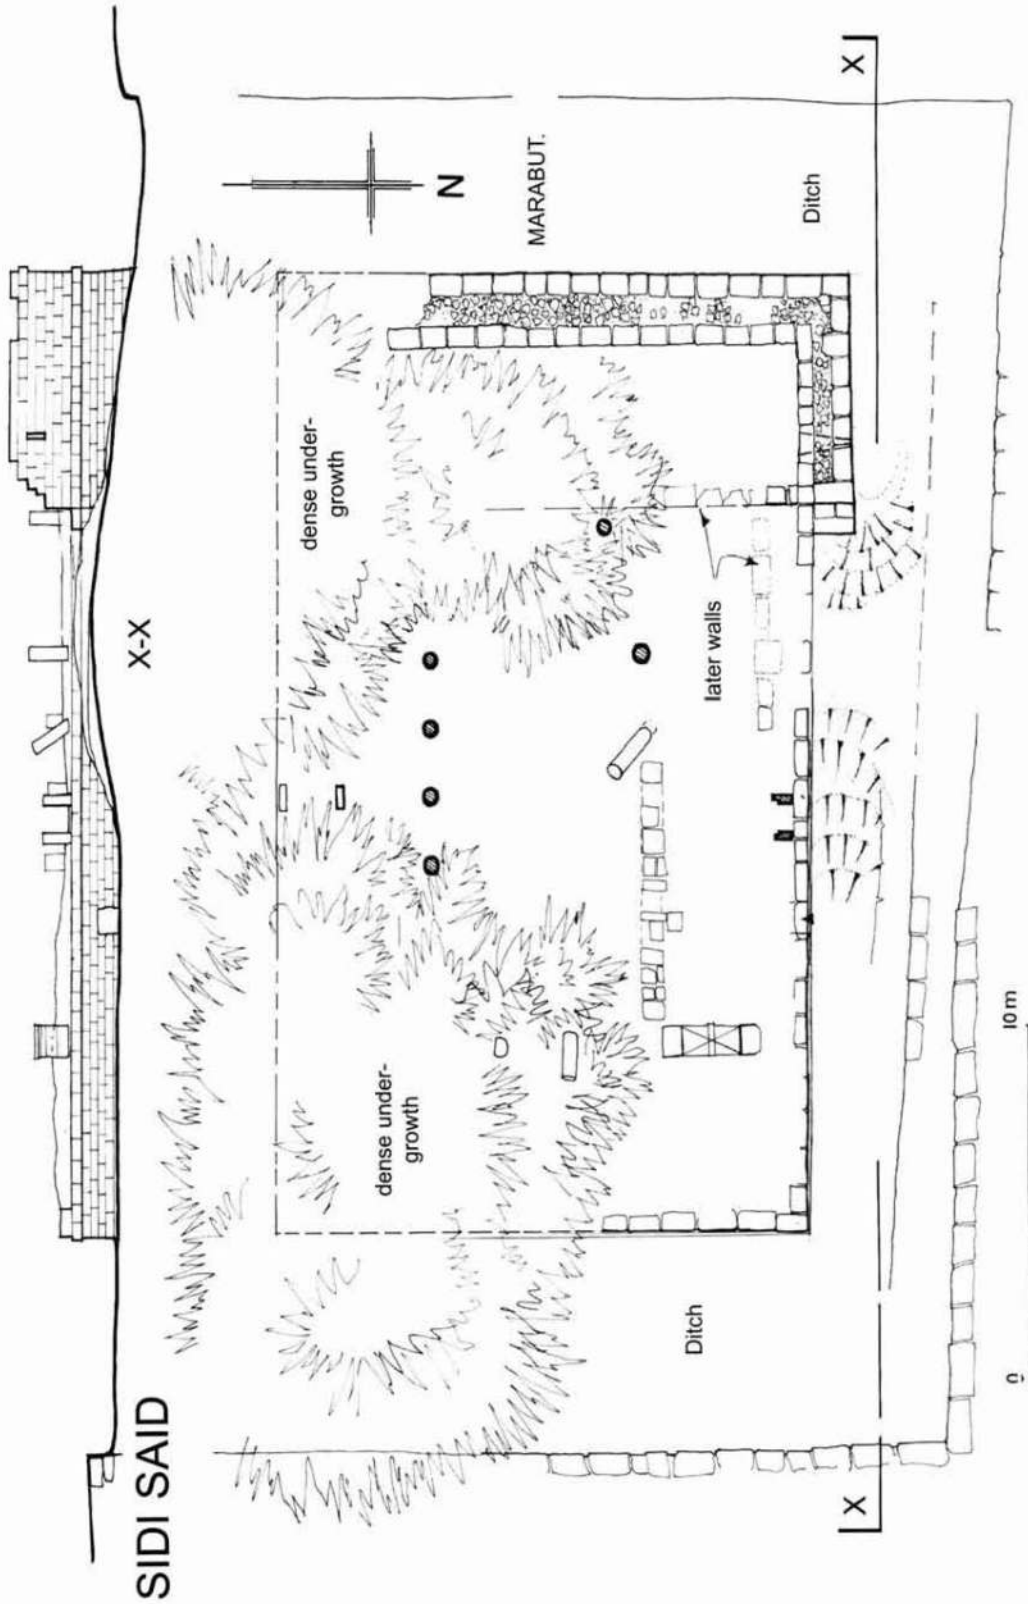 SIDI SAID
X-X
N
MARABUT.
dense under-
growth
dense under-
growth
later walls
Ditch
Ditch
X
X
0
10 m